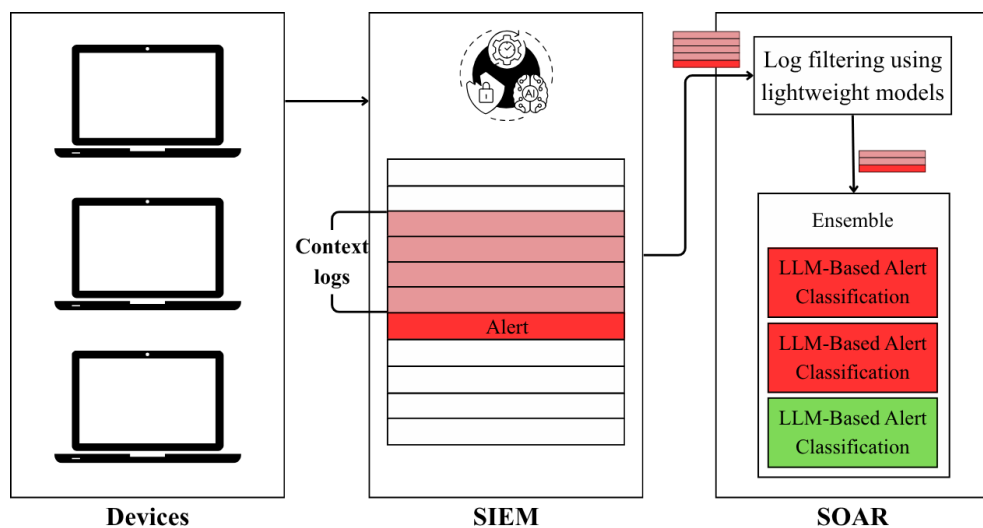 AI
Context
logs
Alert
Log filtering using
lightweight models
Ensemble
LLM-Based Alert
Classification
LLM-Based Alert
Classification
LLM-Based Alert
Classification
Devices
SIEM
SOAR